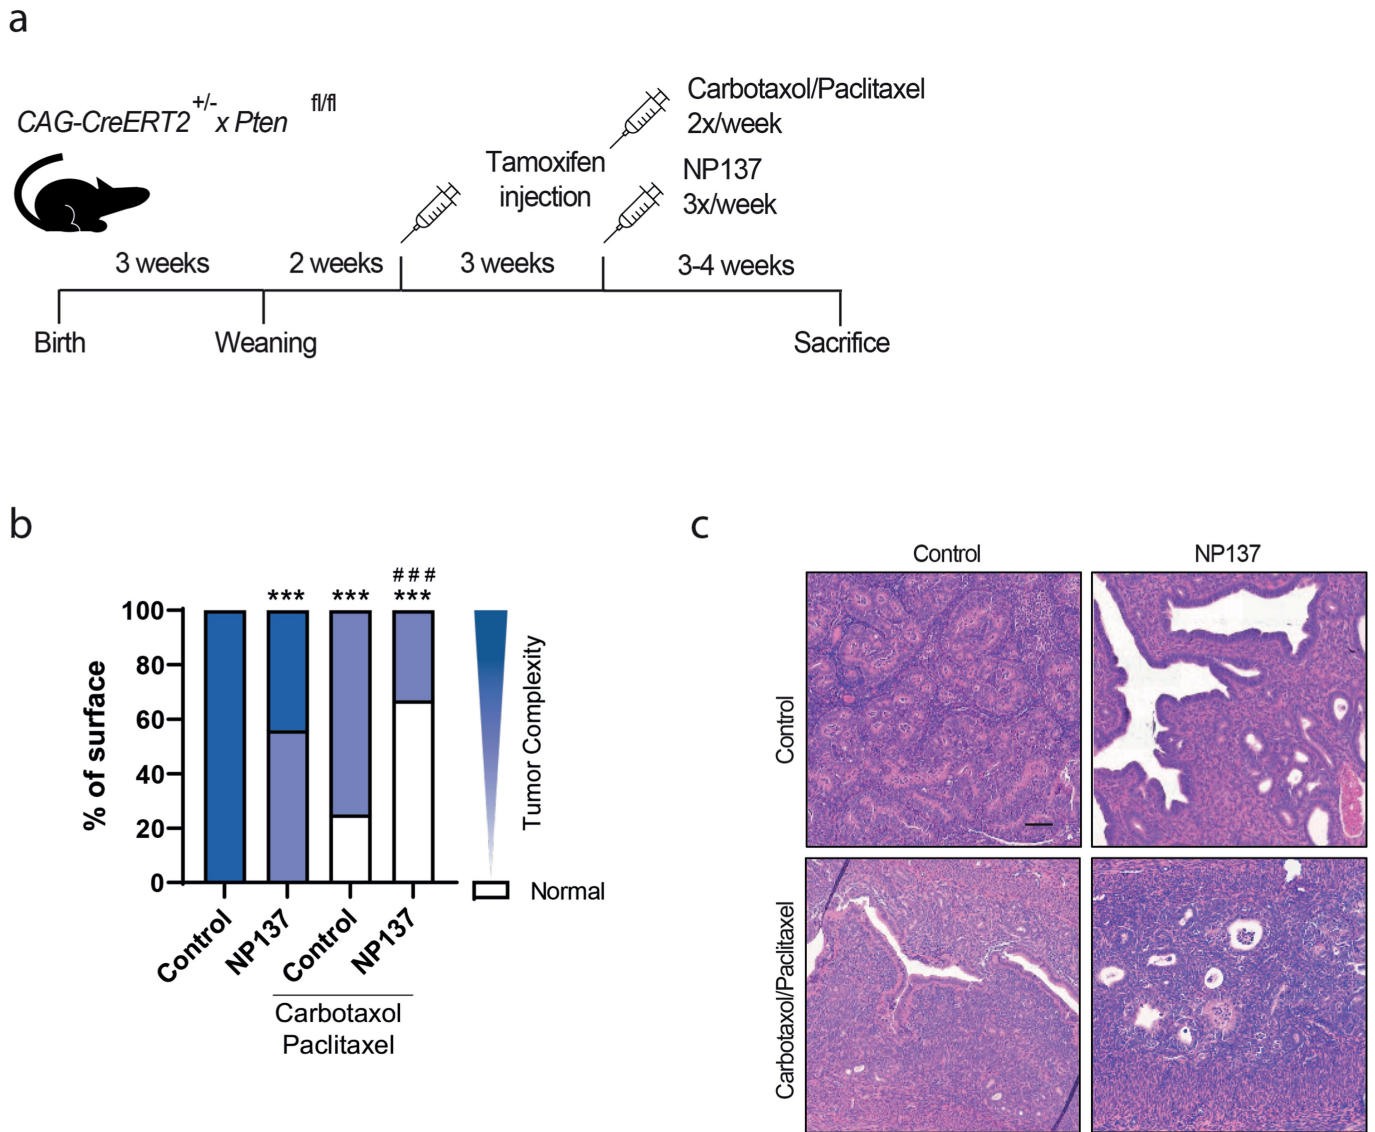 a
CAG-CreERT2+/- x Pten fl/fl
Carbotaxol/Paclitaxel
2x/week
Tamoxifen
injection
NP137
3x/week
3 weeks
2 weeks
3 weeks
3-4 weeks
Birth
Weaning
Sacrifice
b
% of surface
100
80
60
40
20
0
***
***
###
***
Control
NP137
Control
NP137
Carbotaxol
Paclitaxel
Tumor Complexity
Normal
c
Control
NP137
Control
Carbotaxol/Paclitaxel